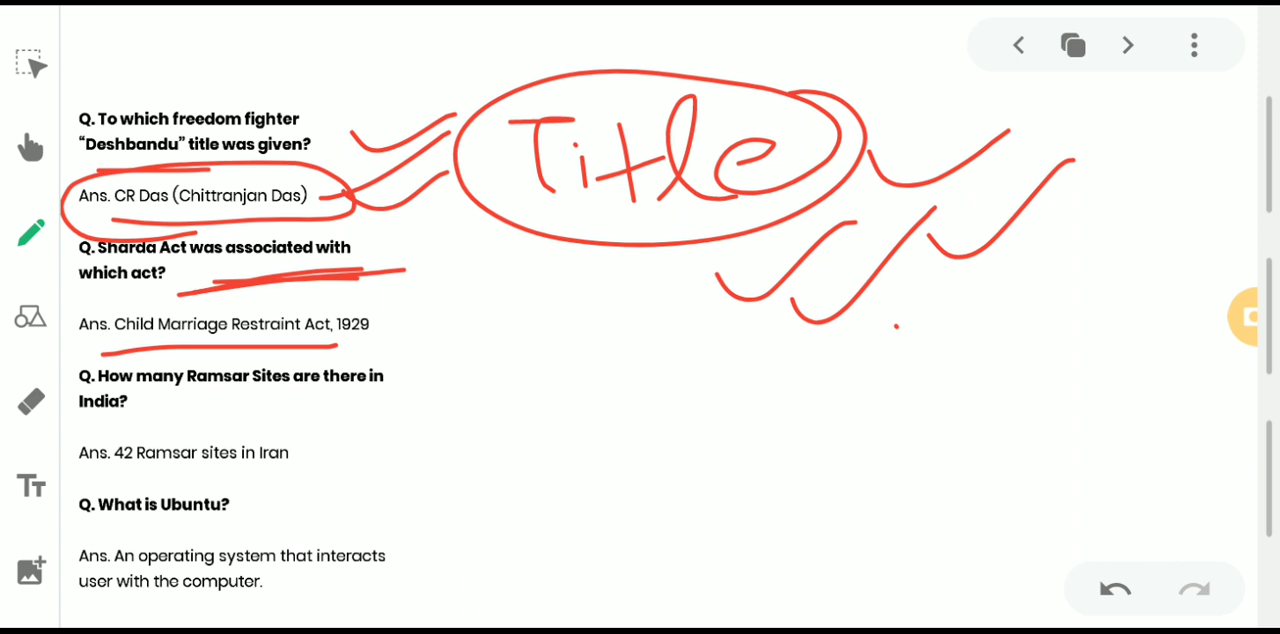 Q. To which freedom fighter
“Deshbandu” title was given?
Title
Ans. CR Das (Chittranjan Das)
Q. Sharda Act was associated with
which act?
Ans. Child Marriage Restraint Act, 1929
Q. How many Ramsar Sites are there in
India?
Ans. 42 Ramsar sites in Iran
Q. What is Ubuntu?
Ans. An operating system that interacts
user with the computer.
TT